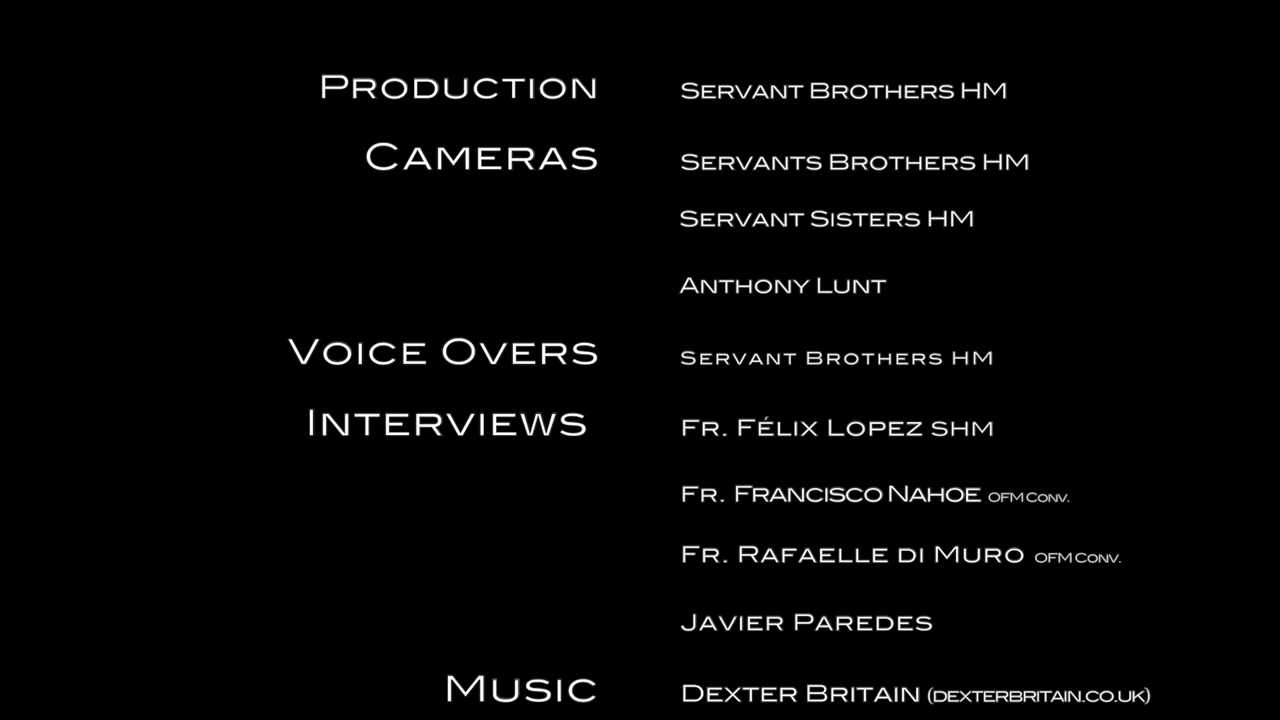 Production Servant Brothers HM
Cameras Servants Brothers HM
Servant Sisters HM
Anthony Lunt
Voice Overs Servant Brothers HM
Interviews Fr. Félix Lopez SHM
Fr. Francisco Nahoe OFM Conv.
Fr. Rafaelle di Muro OFM Conv.
Javier Paredes
Music Dexter Britain (dexterbritain.co.uk)